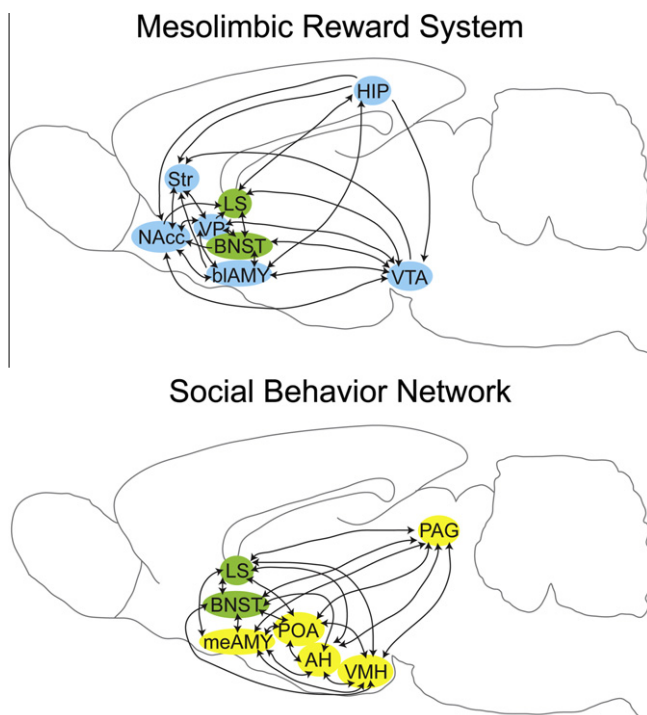 Mesolimbic Reward System
HIP
Str
LS
NAcc
VP
BNST
blAMY
VTA
Social Behavior Network
PAG
LS
BNST
POA
meAMY
AH
VMH